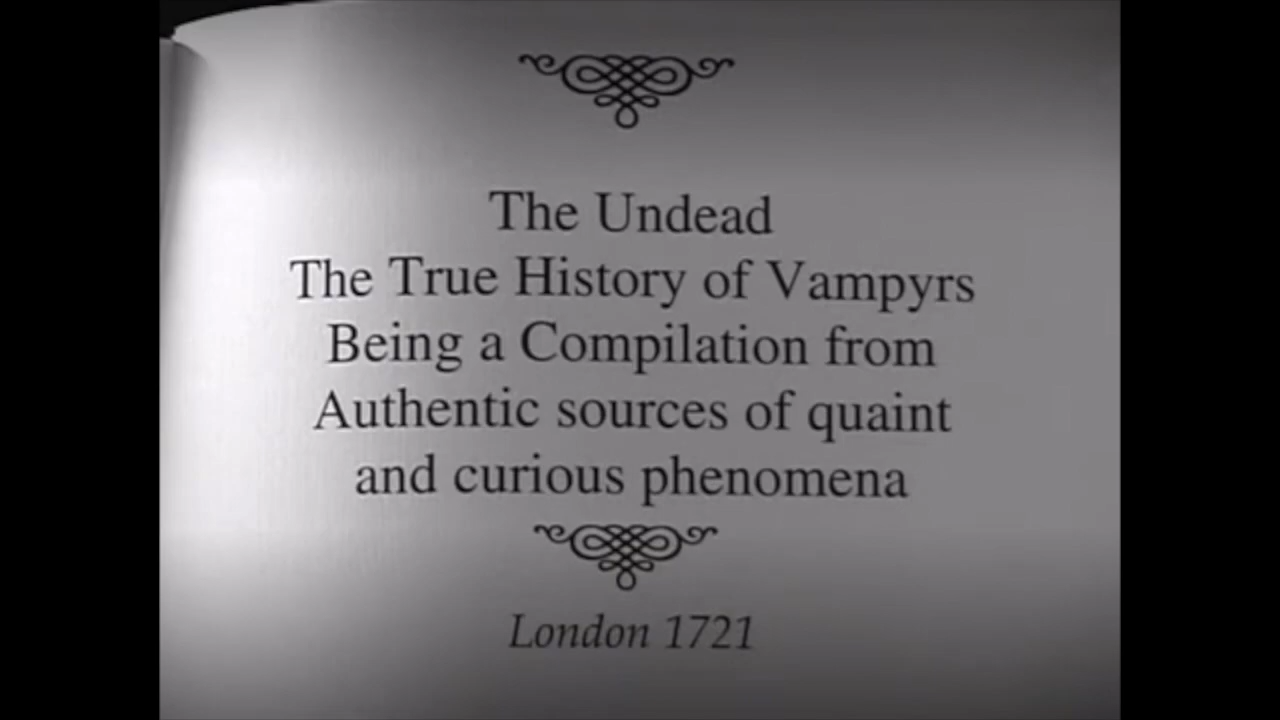 The Undead
The True History of Vampyrs
Being a Compilation from
Authentic sources of quaint
and curious phenomena
London 1721